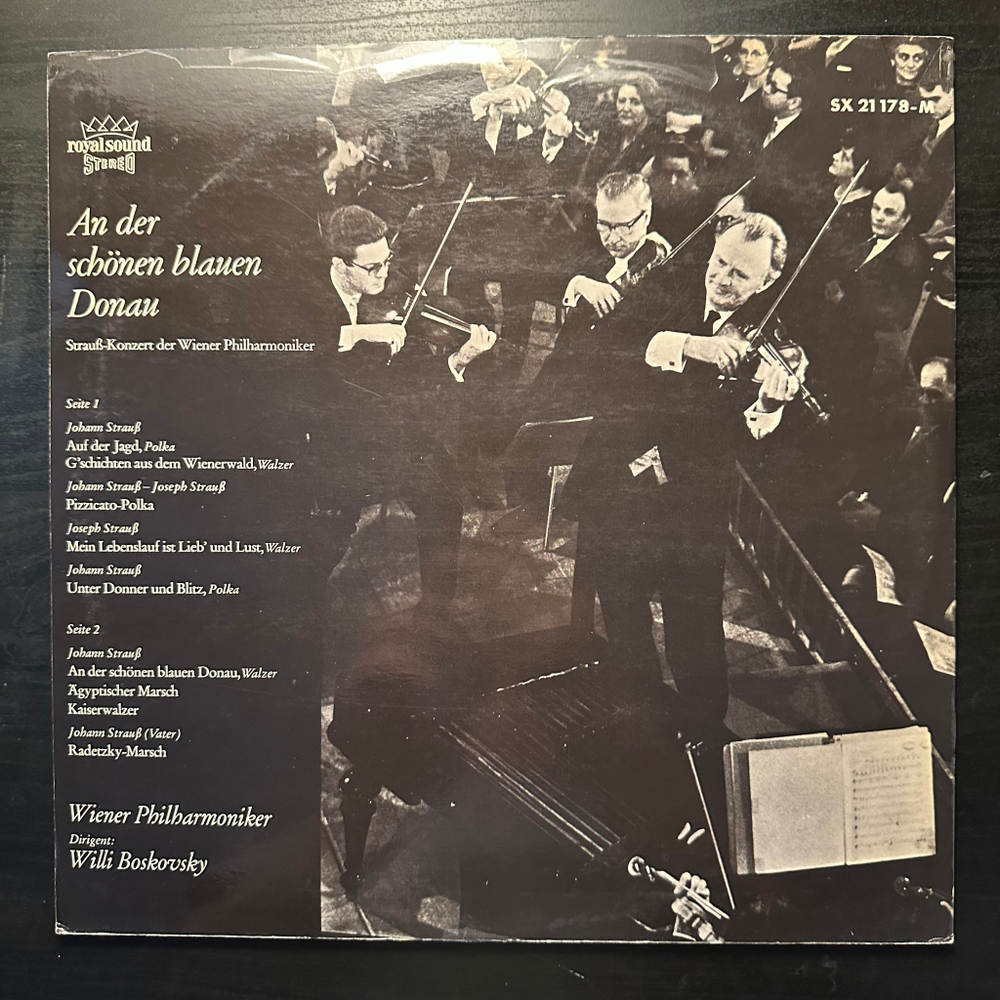 SX 21 178-M
royal sound
STEREO
An der
schönen blauen
Donau
Strauß-Konzert der Wiener Philharmoniker
Seite 1
Johann Strauß
Auf der Jagd, Polka
G'schichten aus dem Wienerwald, Walzer
Johann Strauß – Joseph Strauß
Pizzicato-Polka
Joseph Strauß
Mein Lebenslauf ist Lieb' und Lust, Walzer
Johann Strauß
Unter Donner und Blitz, Polka
Seite 2
Johann Strauß
An der schönen blauen Donau, Walzer
Ägyptischer Marsch
Kaiserwalzer
Johann Strauß (Vater)
Radetzky-Marsch
Wiener Philharmoniker
Dirigent:
Willi Boskovsky